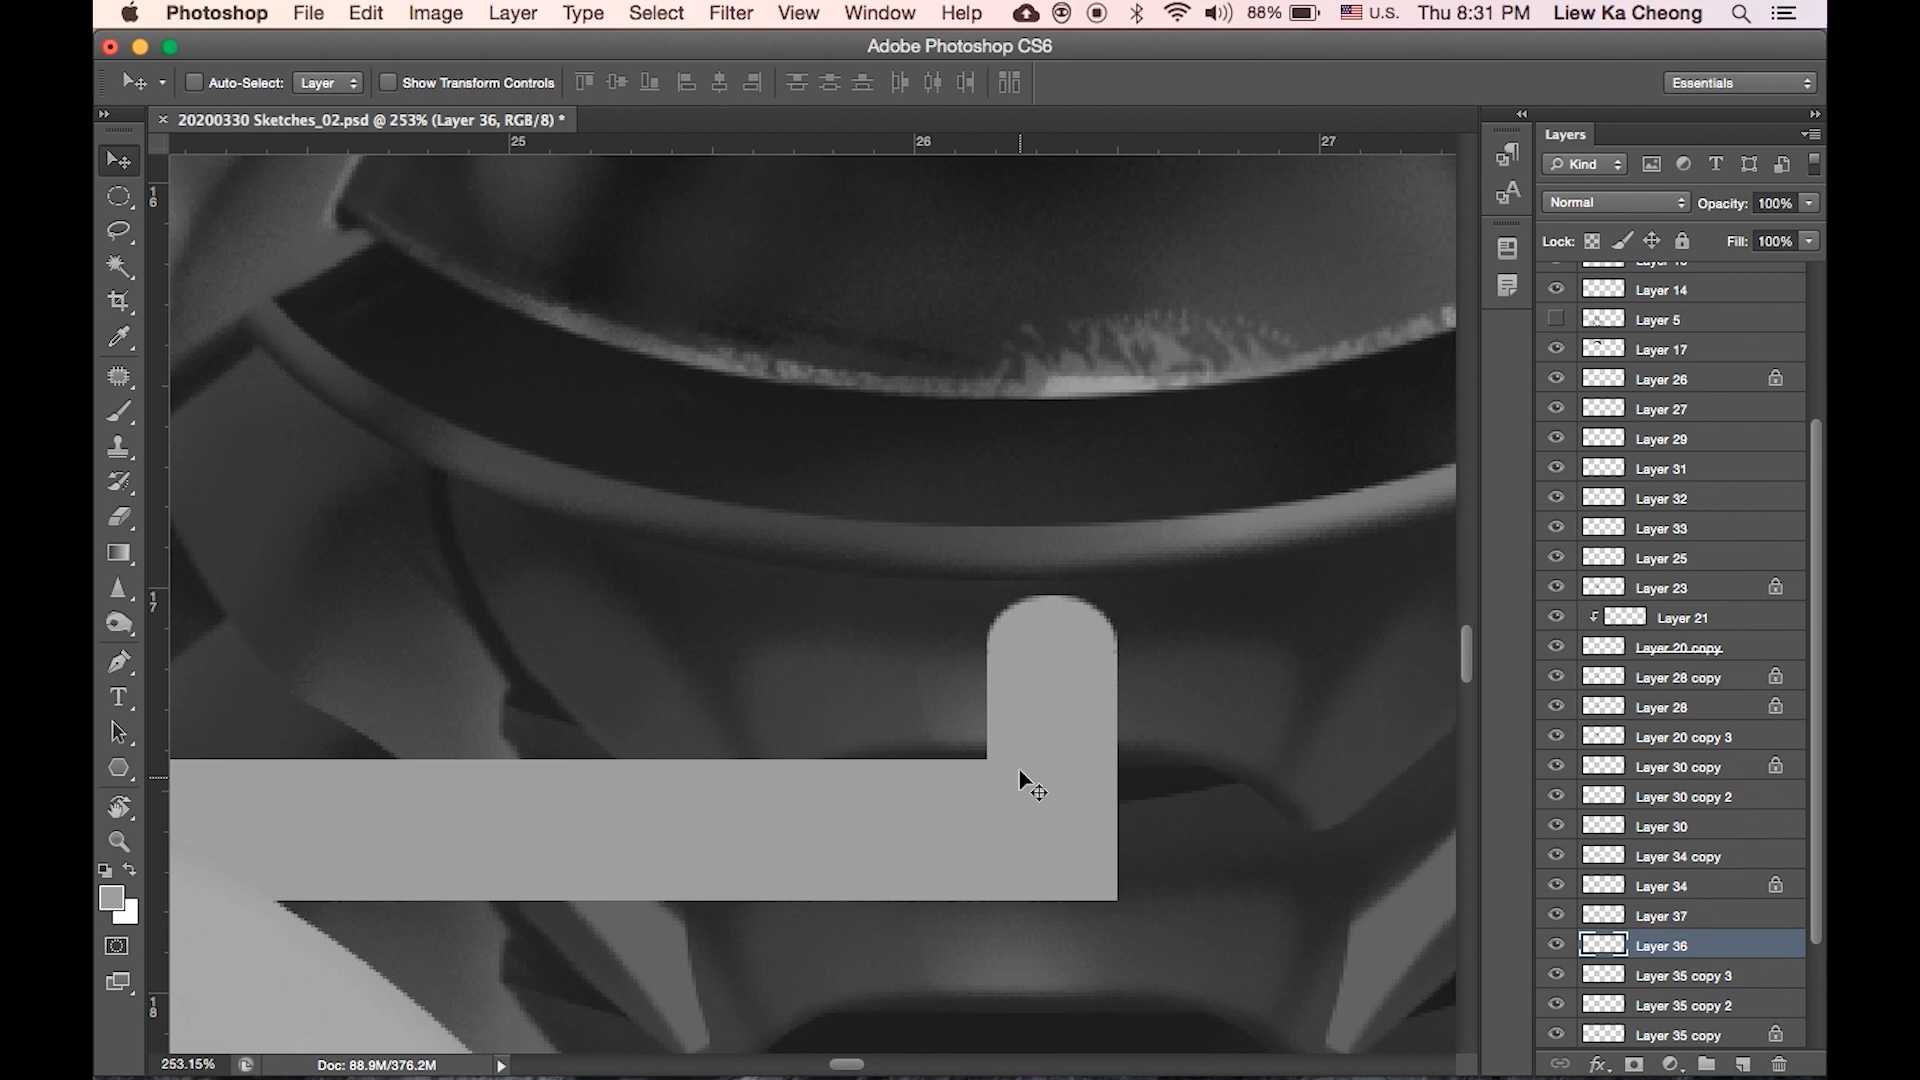 Photoshop File Edit Image Layer Type Select Filter View Window Help 88% U.S. Thu 8:31 PM Liew Ka Cheong
Adobe Photoshop CS6
Auto-Select: Layer Show Transform Controls Essentials
× 20200330 Sketches_02.psd @ 253% (Layer 36, RGB/8) *
25 26 27
16
17
18
Layers
Kind
Normal Opacity: 100%
Lock: Fill: 100%
Layer 14
Layer 5
Layer 17
Layer 26
Layer 27
Layer 29
Layer 31
Layer 32
Layer 33
Layer 25
Layer 23
Layer 21
Layer 20 copy
Layer 28 copy
Layer 28
Layer 20 copy 3
Layer 30 copy
Layer 30 copy 2
Layer 30
Layer 34 copy
Layer 34
Layer 37
Layer 36
Layer 35 copy 3
Layer 35 copy 2
Layer 35 copy
253.15% Doc: 88.9M/376.2M